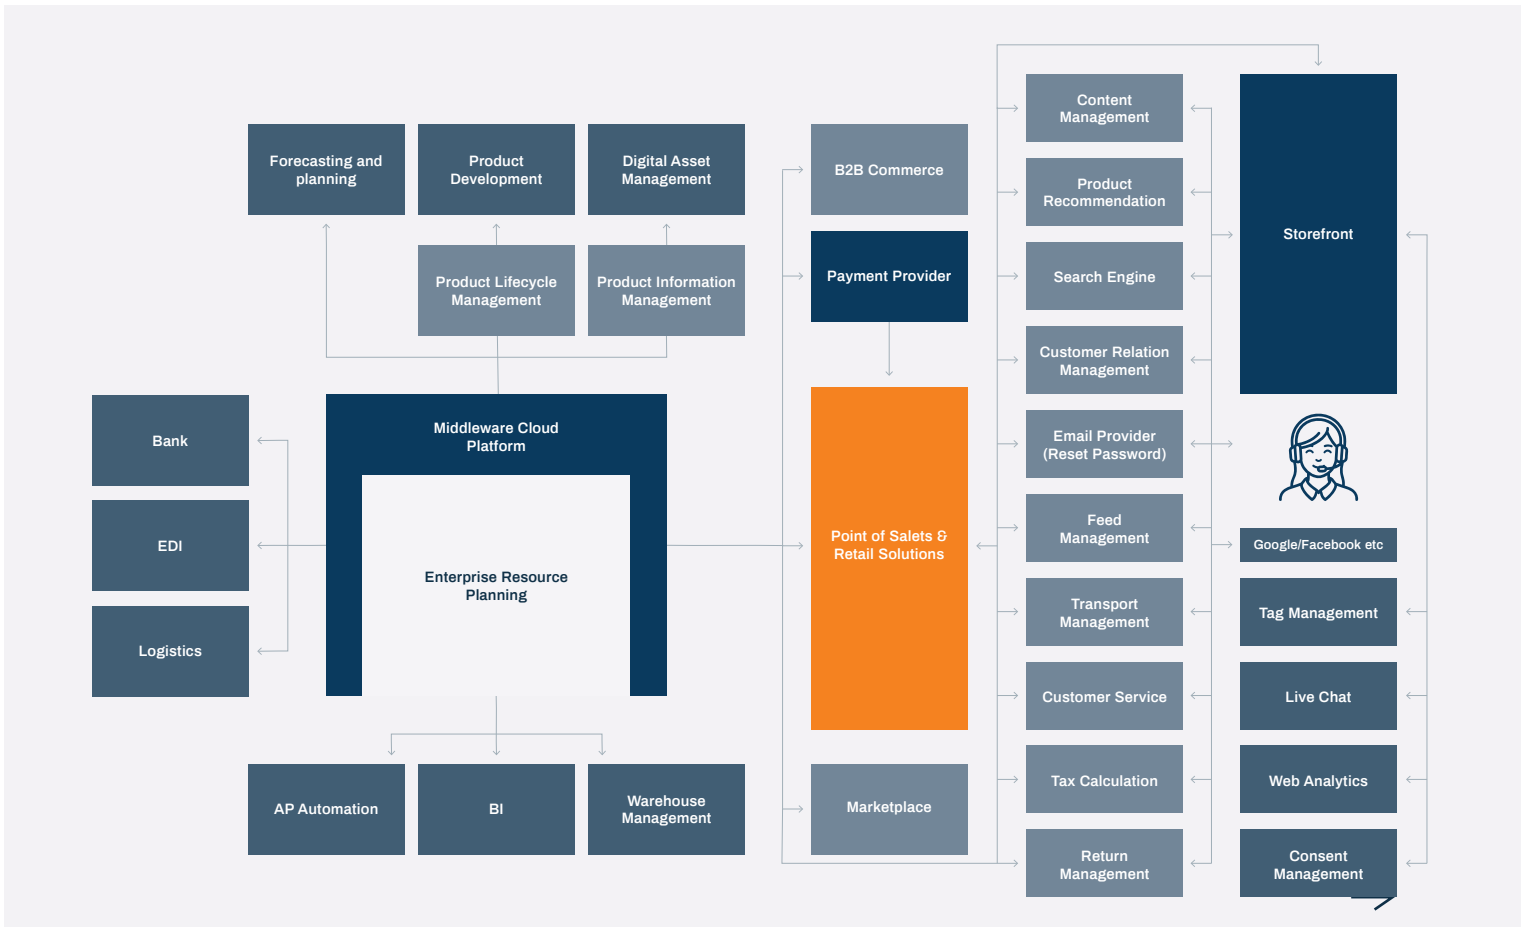 Forecasting and
planning
Product
Development
Digital Asset
Management
Product Lifecycle
Management
Product Information
Management
Bank
EDI
Logistics
Middleware Cloud
Platform
Enterprise Resource
Planning
AP Automation
BI
Warehouse
Management
B2B Commerce
Payment Provider
Point of Salets &
Retail Solutions
Marketplace
Content
Management
Product
Recommendation
Search Engine
Customer Relation
Management
Email Provider
(Reset Password)
Feed
Management
Transport
Management
Customer Service
Tax Calculation
Return
Management
Storefront
Google/Facebook etc
Tag Management
Live Chat
Web Analytics
Consent
Management